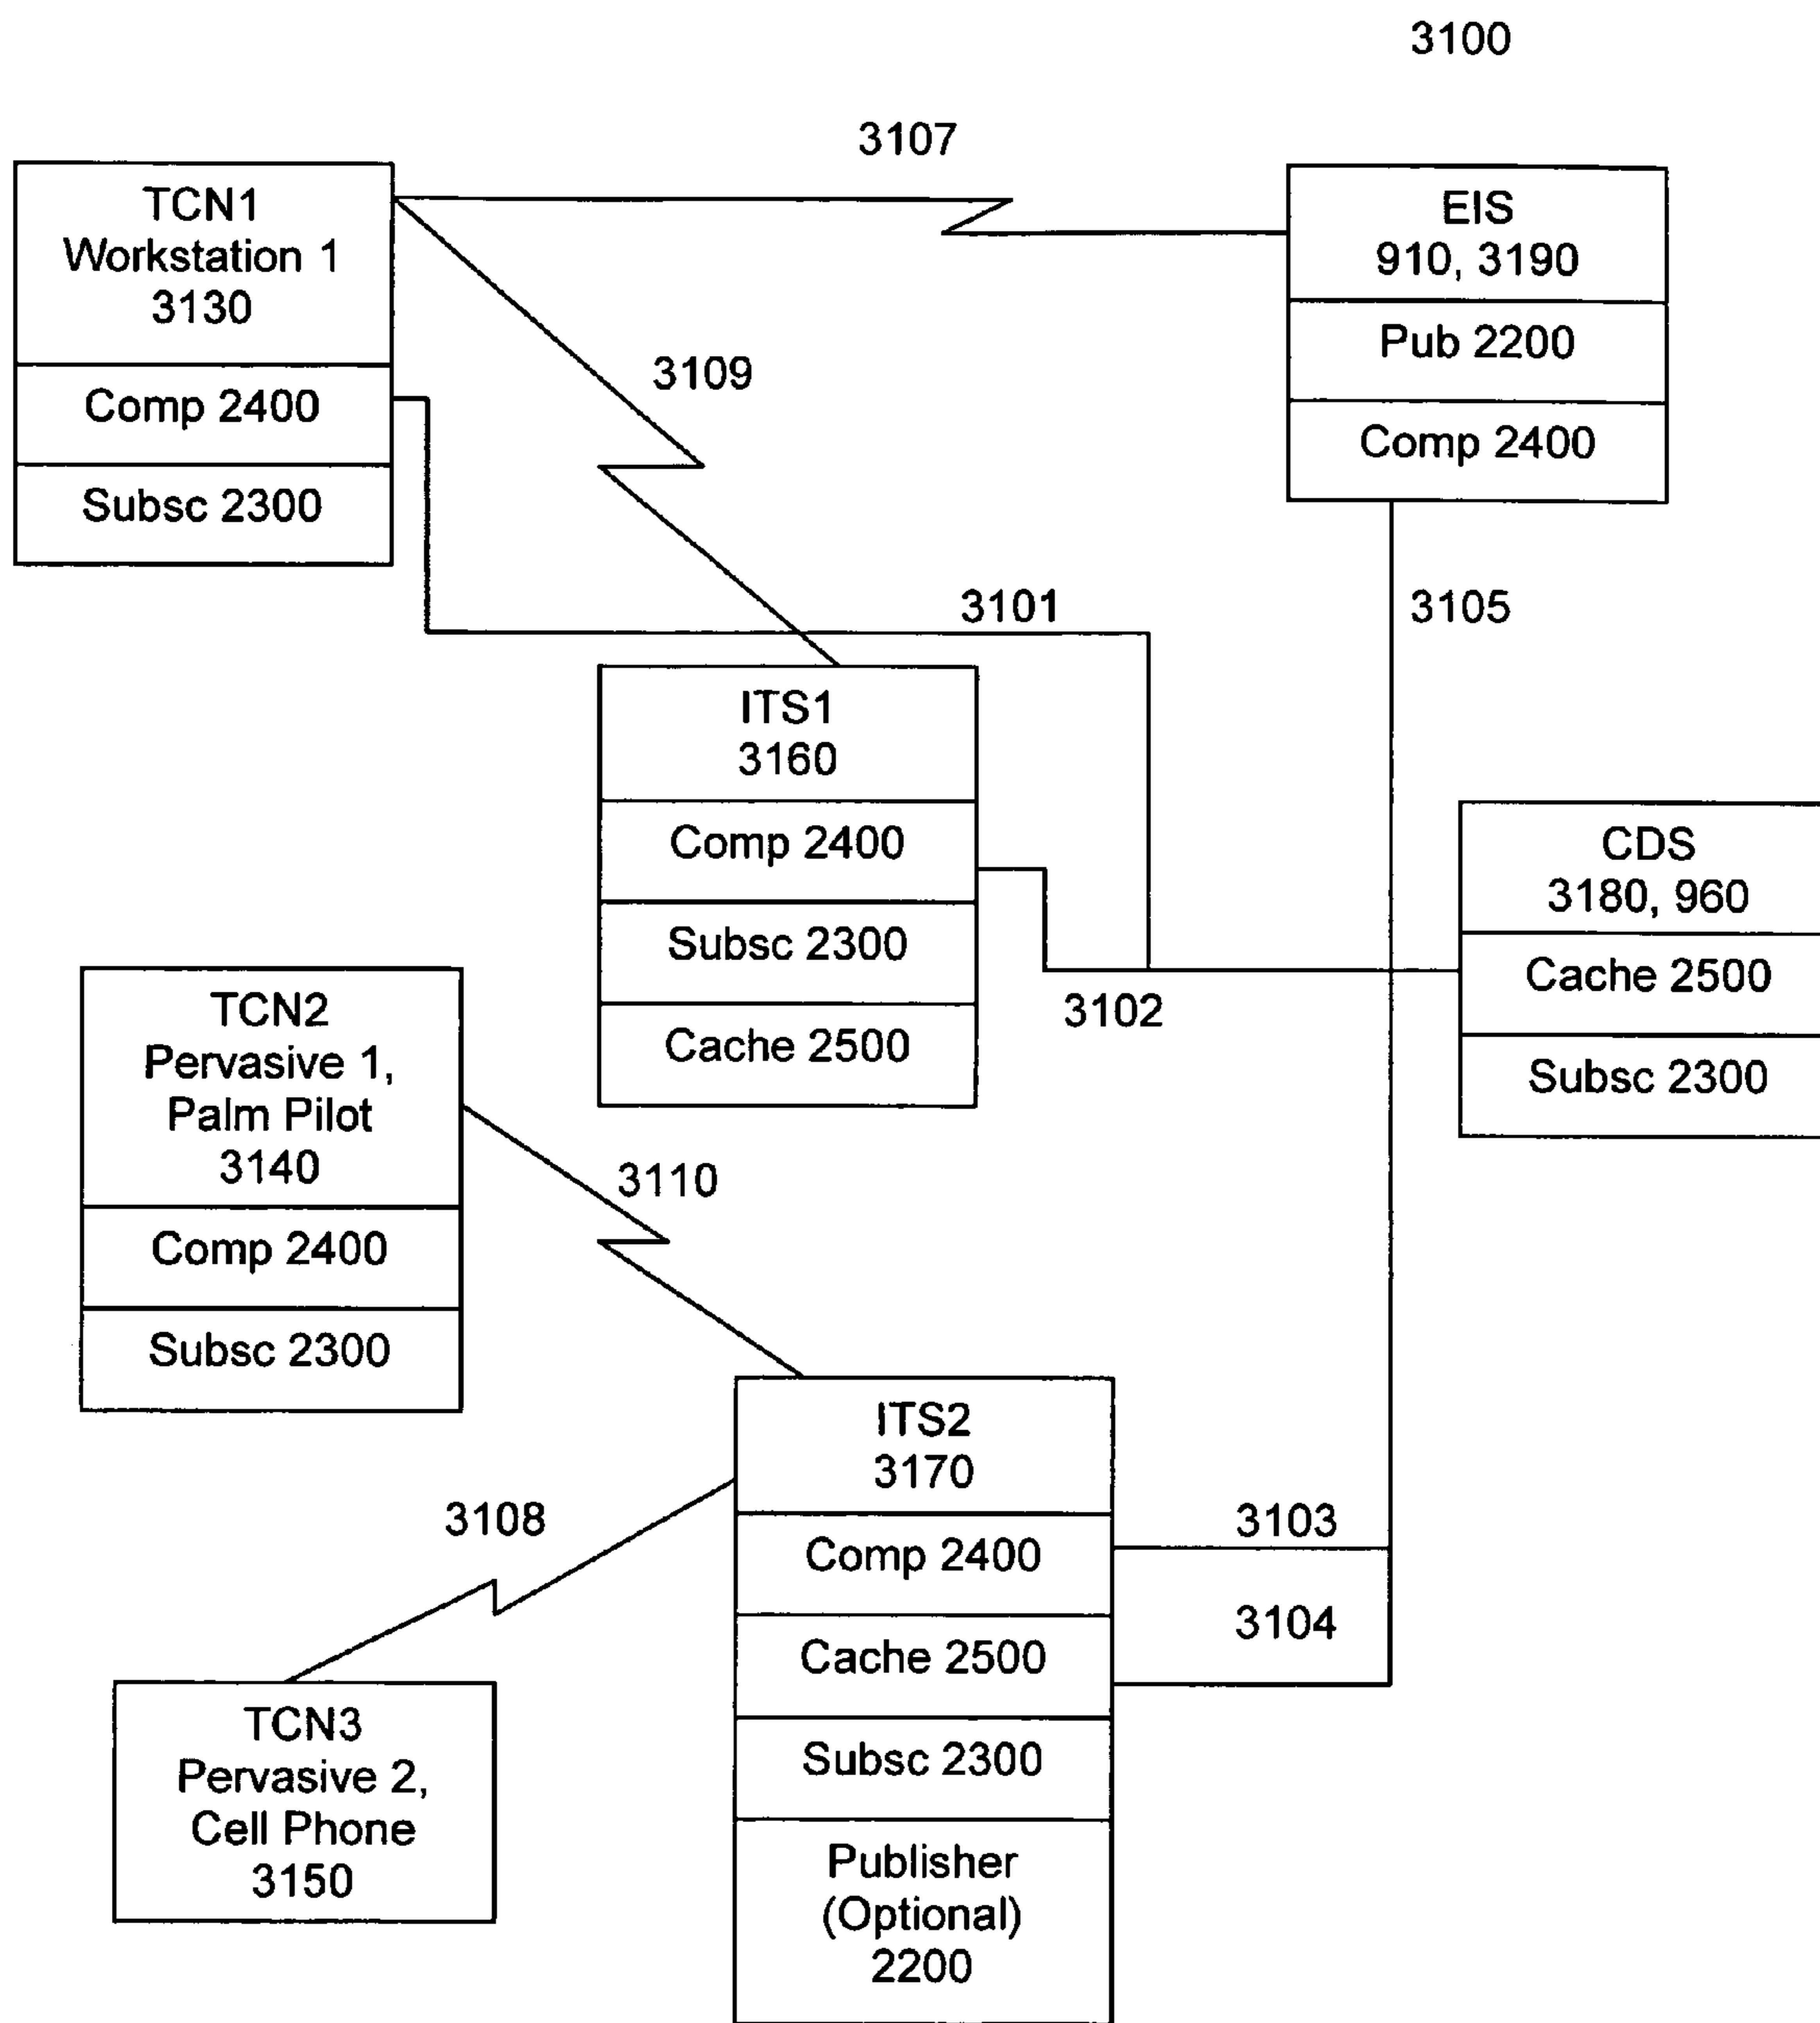 3100
3107
TCN1
Workstation 1
3130
Comp 2400
Subsc 2300
EIS
910, 3190
Pub 2200
Comp 2400
3109
3101
3105
ITS1
3160
Comp 2400
Subsc 2300
Cache 2500
CDS
3180, 960
Cache 2500
Subsc 2300
3102
TCN2
Pervasive 1,
Palm Pilot
3140
Comp 2400
Subsc 2300
3110
ITS2
3170
Comp 2400
Cache 2500
Subsc 2300
Publisher
(Optional)
2200
3108
3103
3104
TCN3
Pervasive 2,
Cell Phone
3150